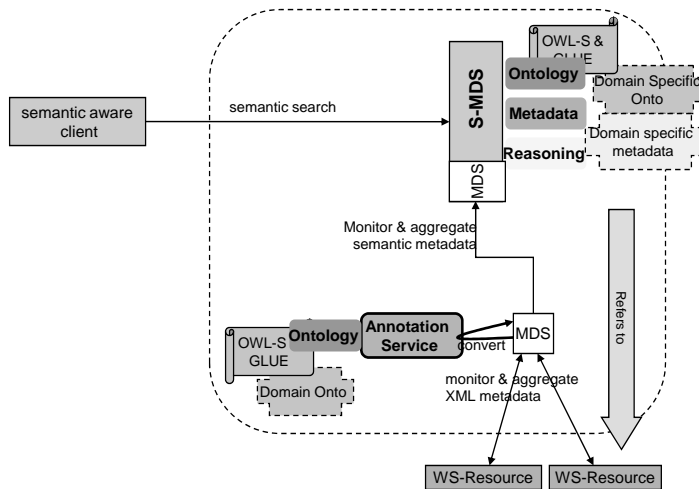 OWL-S &
GLUE
Ontology
Domain Specific
Onto
S-MDS
Metadata
Domain specific
metadata
Reasoning
MDS
semantic aware
client
semantic search
Monitor & aggregate
semantic metadata
Refers to
Ontology
Annotation
Service
OWL-S
GLUE
convert
MDS
Domain Onto
monitor & aggregate
XML metadata
WS-Resource
WS-Resource